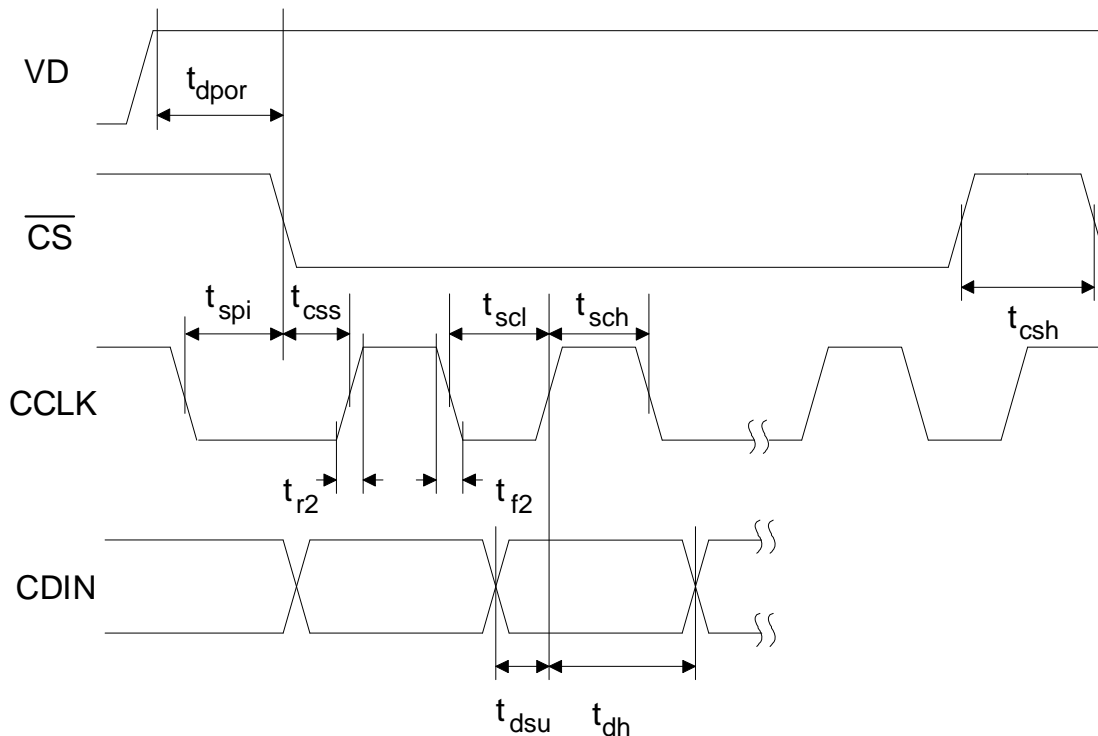 VD
t_dpor
CS
t_spi
t_css
t_scl
t_sch
t_csh
CCLK
t_r2
t_f2
CDIN
t_dsu
t_dh